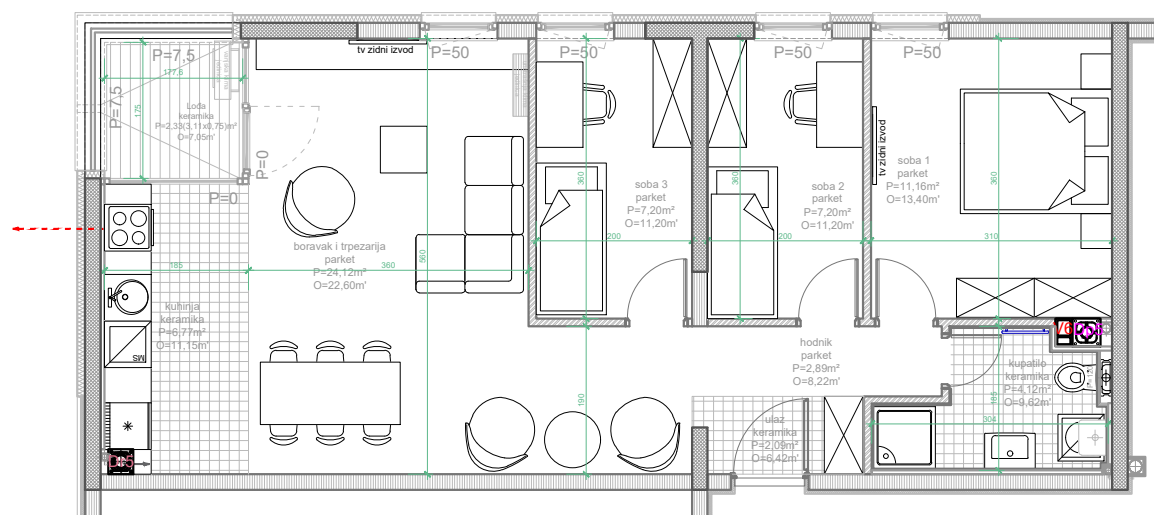 tv zidni izvod
P=50
P=50
P=50
P=50
P=7,5
177,5
P=7,5
175
Lođa
keramika
P=2,33(3,11x0,75)m²
O=7,05m'
P=0
P=0
soba 3
parket
P=7,20m²
O=11,20m'
360
200
soba 2
parket
P=7,20m²
O=11,20m'
360
200
tv zidni izvod
soba 1
parket
P=11,16m²
O=13,40m'
360
310
boravak i trpezarija
parket
P=24,12m²
O=22,60m'
185
360
560
kuhinja
keramika
P=6,77m²
O=11,15m'
MS
hodnik
parket
P=2,89m²
O=8,22m'
190
ulaz
keramika
P=2,09m²
O=6,42m'
kupatilo
keramika
P=4,12m²
O=9,62m'
185
304